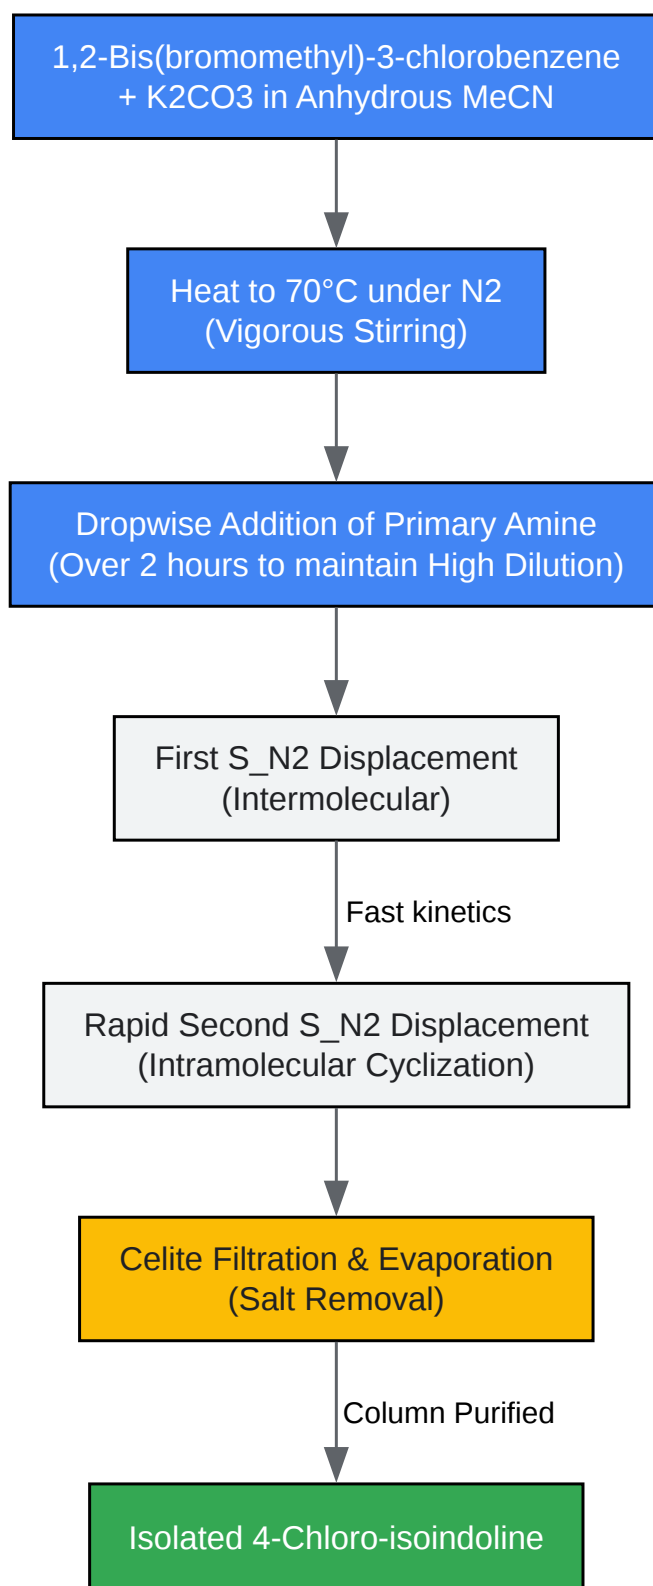 1,2-Bis(bromomethyl)-3-chlorobenzene
+ K2CO3 in Anhydrous MeCN
Heat to 70°C under N2
(Vigorous Stirring)
Dropwise Addition of Primary Amine
(Over 2 hours to maintain High Dilution)
First S_N2 Displacement
(Intermolecular)
Fast kinetics
Rapid Second S_N2 Displacement
(Intramolecular Cyclization)
Celite Filtration & Evaporation
(Salt Removal)
Column Purified
Isolated 4-Chloro-isoindoline